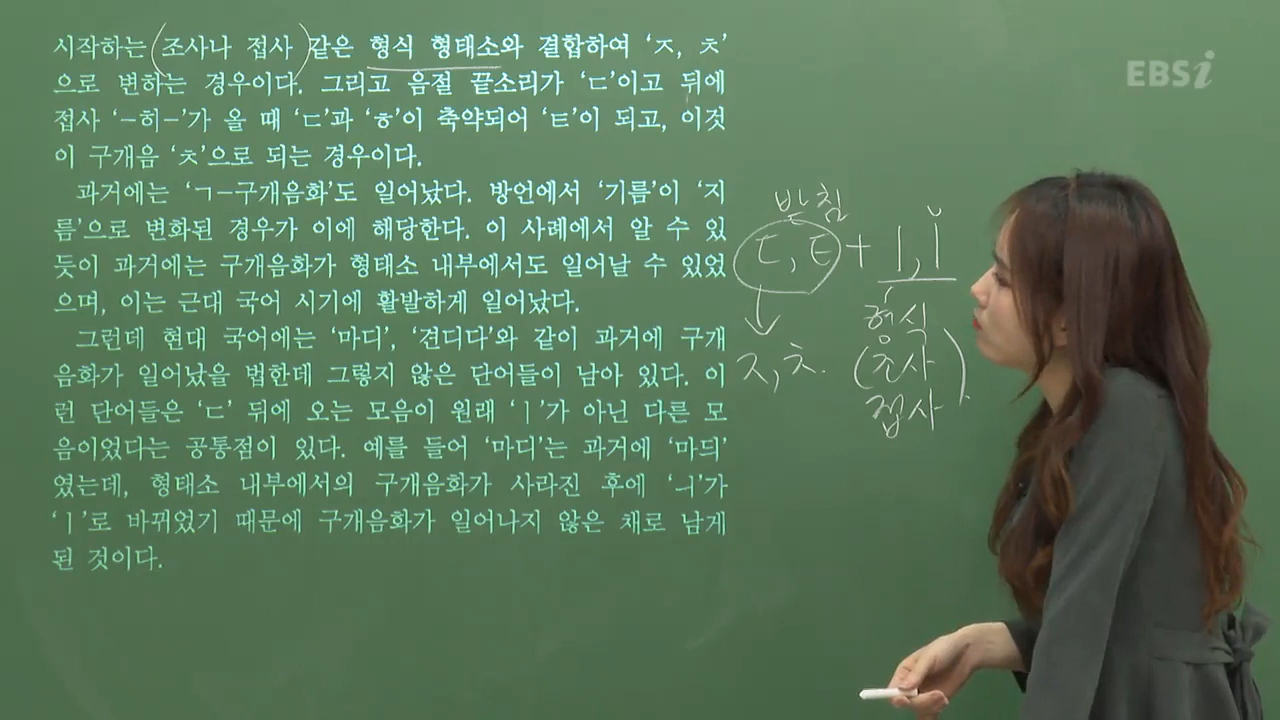 시작하는 조사나 접사 같은 형식 형태소와 결합하여 ‘ㅈ, ㅊ’
으로 변하는 경우이다. 그리고 음절 끝소리가 ‘ㄷ’이고 뒤에
접사 ‘-히-’가 올 때 ‘ㄷ’과 ‘ㅎ’이 축약되어 ‘ㅌ’이 되고, 이것
이 구개음 ‘ㅊ’으로 되는 경우이다.
과거에는 ‘ㄱ-구개음화’도 일어났다. 방언에서 ‘기름’이 ‘지
름’으로 변화된 경우가 이에 해당한다. 이 사례에서 알 수 있
듯이 과거에는 구개음화가 형태소 내부에서도 일어날 수 있었
으며, 이는 근대 국어 시기에 활발하게 일어났다.
그런데 현대 국어에는 ‘마디’, ‘견디다’와 같이 과거에 구개
음화가 일어났을 법한데 그렇지 않은 단어들이 남아 있다. 이
런 단어들은 ‘ㄷ’ 뒤에 오는 모음이 원래 ‘ㅣ’가 아닌 다른 모
음이었다는 공통점이 있다. 예를 들어 ‘마디’는 과거에 ‘마듸’
였는데, 형태소 내부에서의 구개음화가 사라진 후에 ‘ㅢ’가
‘ㅣ’로 바뀌었기 때문에 구개음화가 일어나지 않은 채로 남게
된 것이다.
EBSi
받침
ㄷ, ㅌ + ㅣ, ㅣ̆
ㅈ, ㅊ.
형식
(조사
접사)